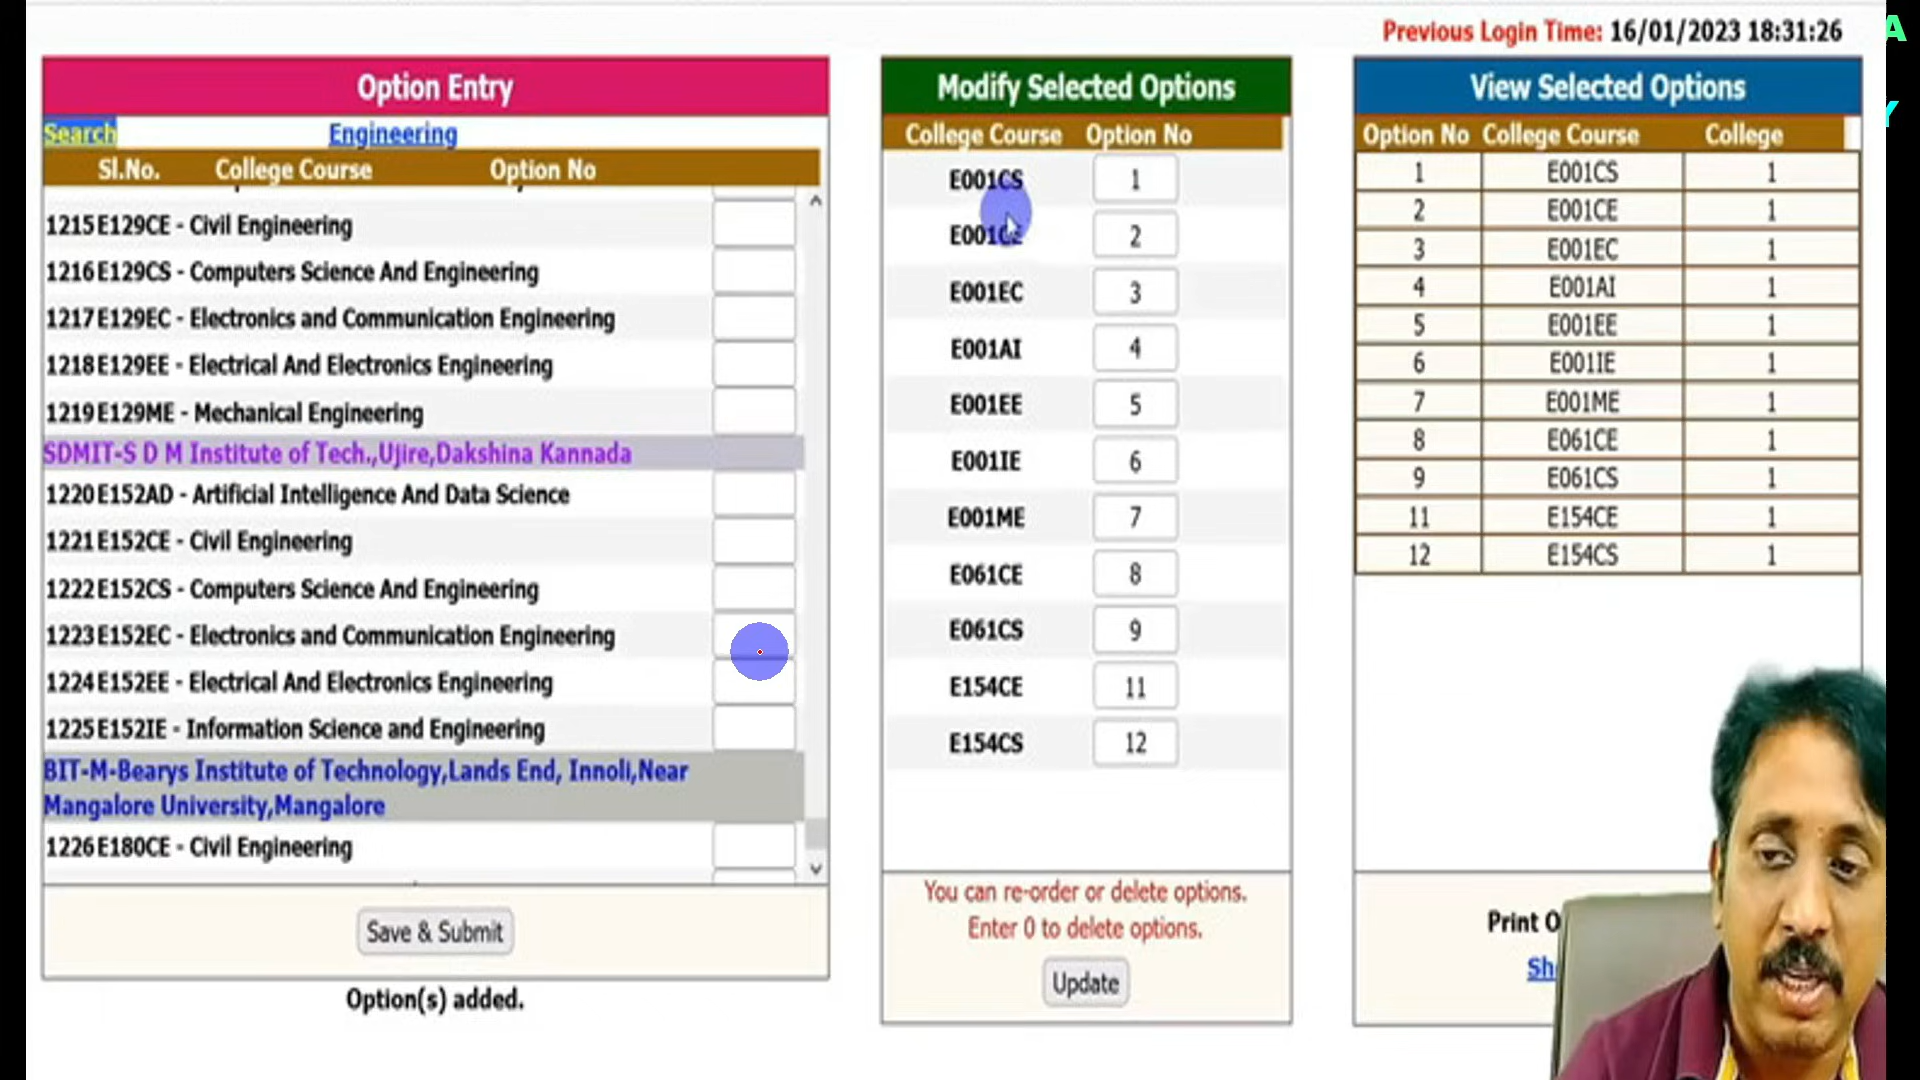 A
Y
Previous Login Time: 16/01/2023 18:31:26
Option Entry
Search Engineering
Sl.No. College Course Option No
1215 E129CE - Civil Engineering
1216 E129CS - Computers Science And Engineering
1217 E129EC - Electronics and Communication Engineering
1218 E129EE - Electrical And Electronics Engineering
1219 E129ME - Mechanical Engineering
SDMIT-S D M Institute of Tech.,Ujire,Dakshina Kannada
1220 E152AD - Artificial Intelligence And Data Science
1221 E152CE - Civil Engineering
1222 E152CS - Computers Science And Engineering
1223 E152EC - Electronics and Communication Engineering
1224 E152EE - Electrical And Electronics Engineering
1225 E152IE - Information Science and Engineering
BIT-M-Bearys Institute of Technology,Lands End, Innoli,Near
Mangalore University,Mangalore
1226 E180CE - Civil Engineering
Save & Submit
Option(s) added.
Modify Selected Options
College Course Option No
E001CS 1
E001CE 2
E001EC 3
E001AI 4
E001EE 5
E001IE 6
E001ME 7
E061CE 8
E061CS 9
E154CE 11
E154CS 12
You can re-order or delete options.
Enter 0 to delete options.
Update
View Selected Options
Option No College Course College
1 E001CS 1
2 E001CE 1
3 E001EC 1
4 E001AI 1
5 E001EE 1
6 E001IE 1
7 E001ME 1
8 E061CE 1
9 E061CS 1
11 E154CE 1
12 E154CS 1
Print O
Sh